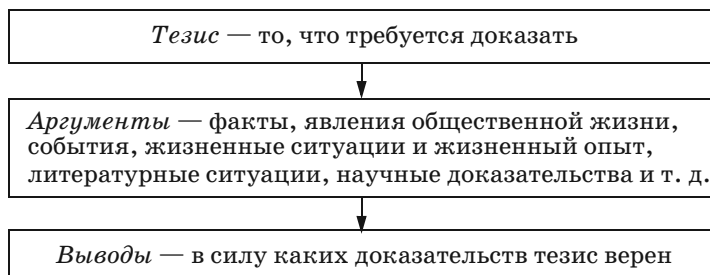 Тезис — то, что требуется доказать
Аргументы — факты, явления общественной жизни,
события, жизненные ситуации и жизненный опыт,
литературные ситуации, научные доказательства и т. д.
Выводы — в силу каких доказательств тезис верен